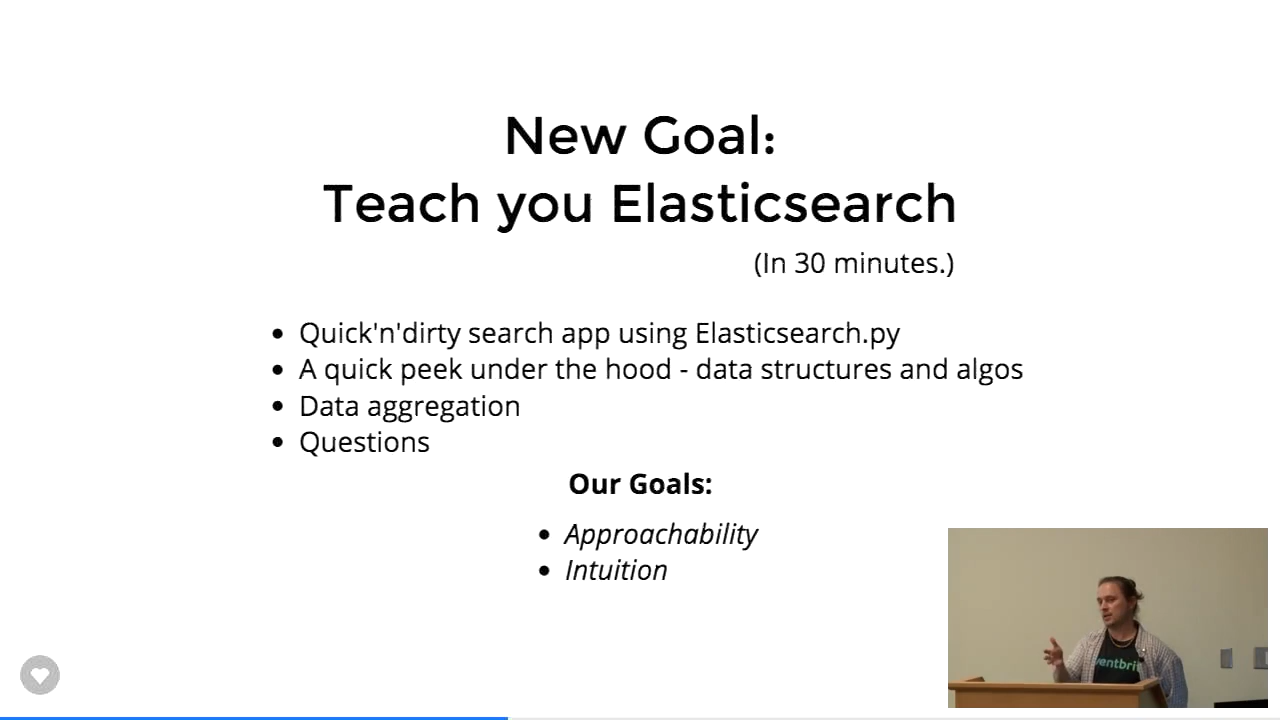 New Goal:
Teach you Elasticsearch
(In 30 minutes.)
• Quick'n'dirty search app using Elasticsearch.py
• A quick peek under the hood - data structures and algos
• Data aggregation
• Questions
Our Goals:
• Approachability
• Intuition
ventbri